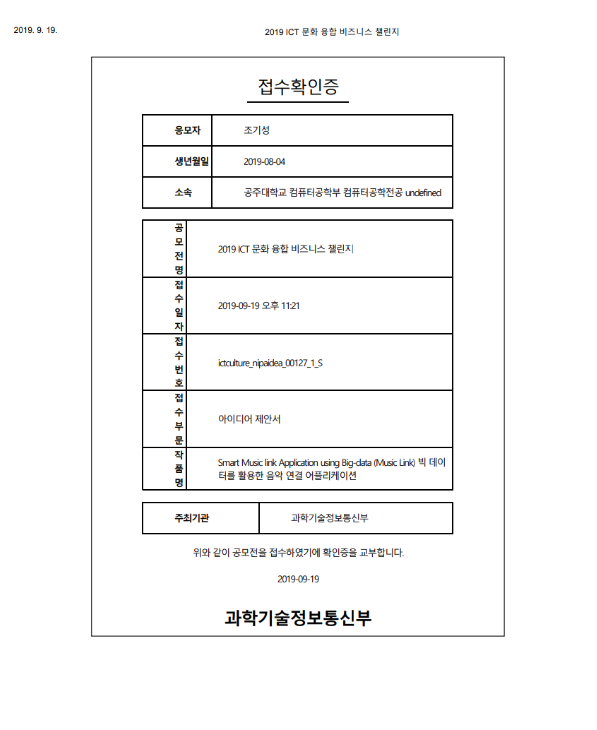 2019. 9. 19.
2019 ICT 문화 융합 비즈니스 챌린지
접수확인증
응모자 조기성
생년월일 2019-08-04
소속 공주대학교 컴퓨터공학부 컴퓨터공학전공 undefined
공모전명 2019 ICT 문화 융합 비즈니스 챌린지
접수일자 2019-09-19 오후 11:21
접수번호 ictculture_nipaidea_00127_1_S
접수부문 아이디어 제안서
작품명 Smart Music link Application using Big-data (Music Link) 빅 데이
터를 활용한 음악 연결 어플리케이션
주최기관 과학기술정보통신부
위와 같이 공모전을 접수하였기에 확인증을 교부합니다.
2019-09-19
과학기술정보통신부